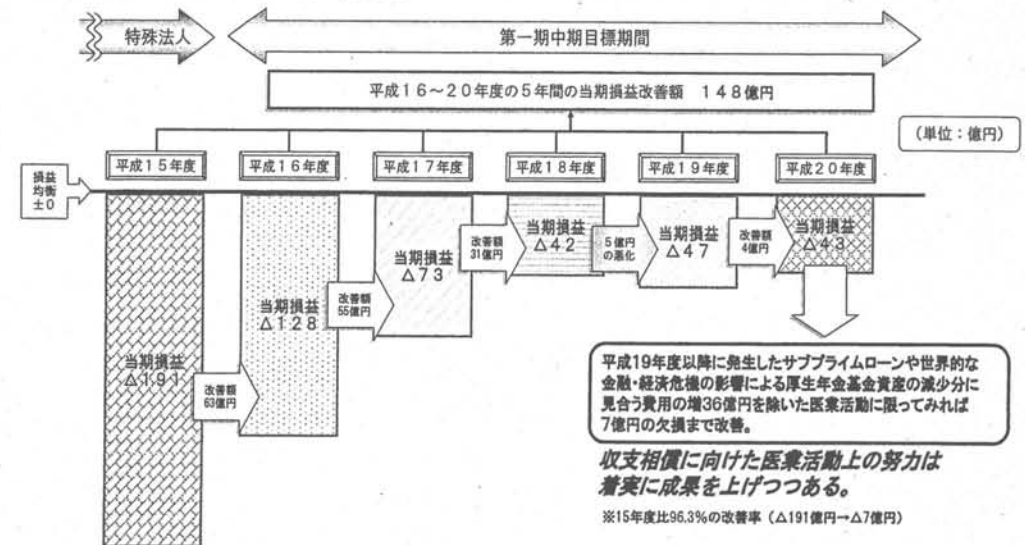 特殊法人
第一期中期目標期間
平成16～20年度の5年間の当期損益改善額　148億円
（単位：億円）
平成15年度
平成16年度
平成17年度
平成18年度
平成19年度
平成20年度
損益
均衡
±0
当期損益
△191
改善額
63億円
当期損益
△128
改善額
55億円
当期損益
△73
改善額
31億円
当期損益
△42
5億円
の悪化
当期損益
△47
改善額
4億円
当期損益
△43
平成19年度以降に発生したサブプライムローンや世界的な
金融・経済危機の影響による厚生年金基金資産の減少分に
見合う費用の増36億円を除いた医業活動に限ってみれば
7億円の欠損まで改善。
収支相償に向けた医業活動上の努力は
着実に成果を上げつつある。
※15年度比96.3%の改善率（△191億円→△7億円）